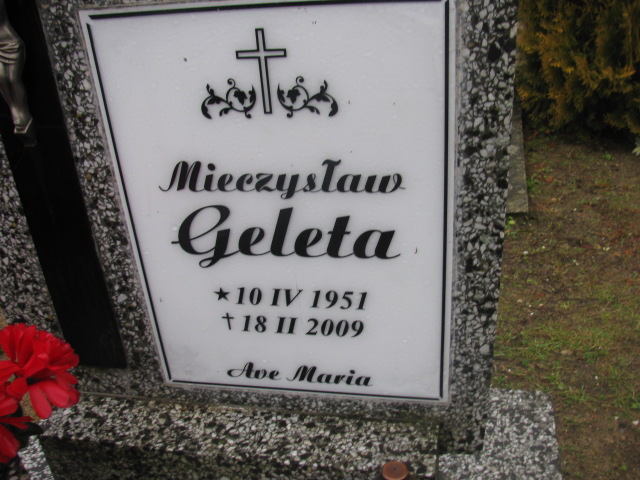 Mieczysław
Geleta
★ 10 IV 1951
† 18 II 2009
Ave Maria